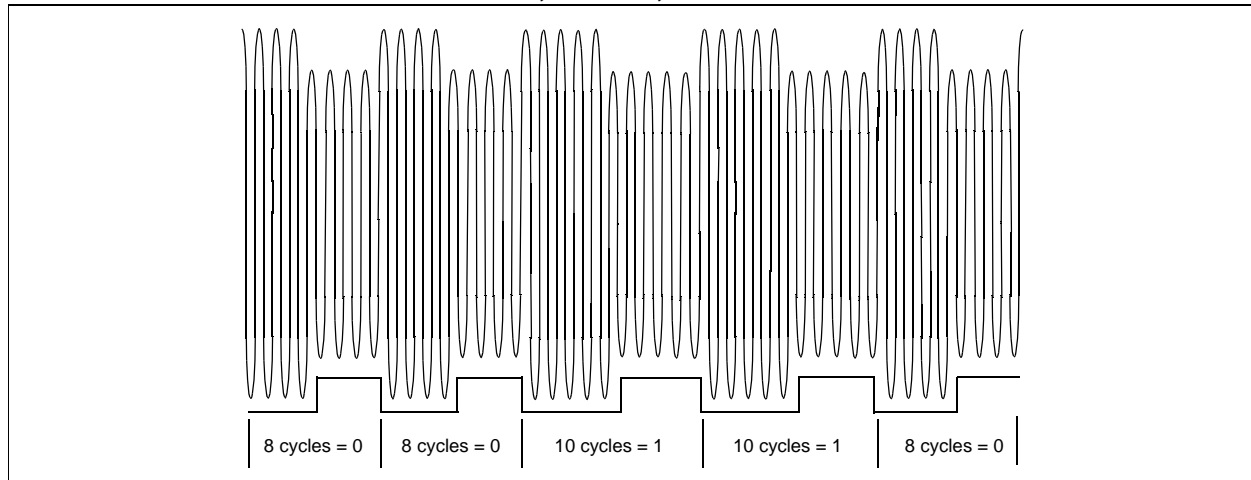 8 cycles = 0 8 cycles = 0 10 cycles = 1 10 cycles = 1 8 cycles = 0